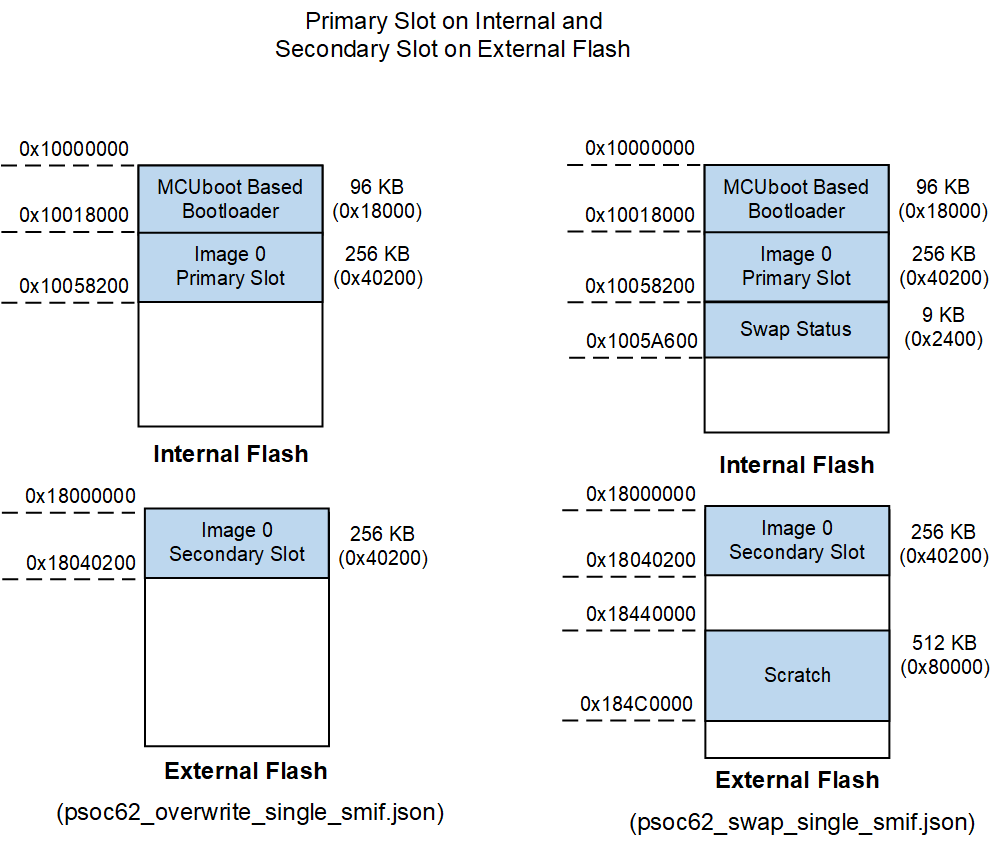 Primary Slot on Internal and
Secondary Slot on External Flash
0x10000000
MCUboot Based
Bootloader
96 KB
(0x18000)
0x10018000
Image 0
Primary Slot
256 KB
(0x40200)
0x10058200
Internal Flash
0x18000000
Image 0
Secondary Slot
256 KB
(0x40200)
0x18040200
External Flash
(psoc62_overwrite_single_smif.json)
0x10000000
MCUboot Based
Bootloader
96 KB
(0x18000)
0x10018000
Image 0
Primary Slot
256 KB
(0x40200)
0x10058200
Swap Status
9 KB
(0x2400)
0x1005A600
Internal Flash
0x18000000
Image 0
Secondary Slot
256 KB
(0x40200)
0x18040200
0x18440000
Scratch
512 KB
(0x80000)
0x184C0000
External Flash
(psoc62_swap_single_smif.json)